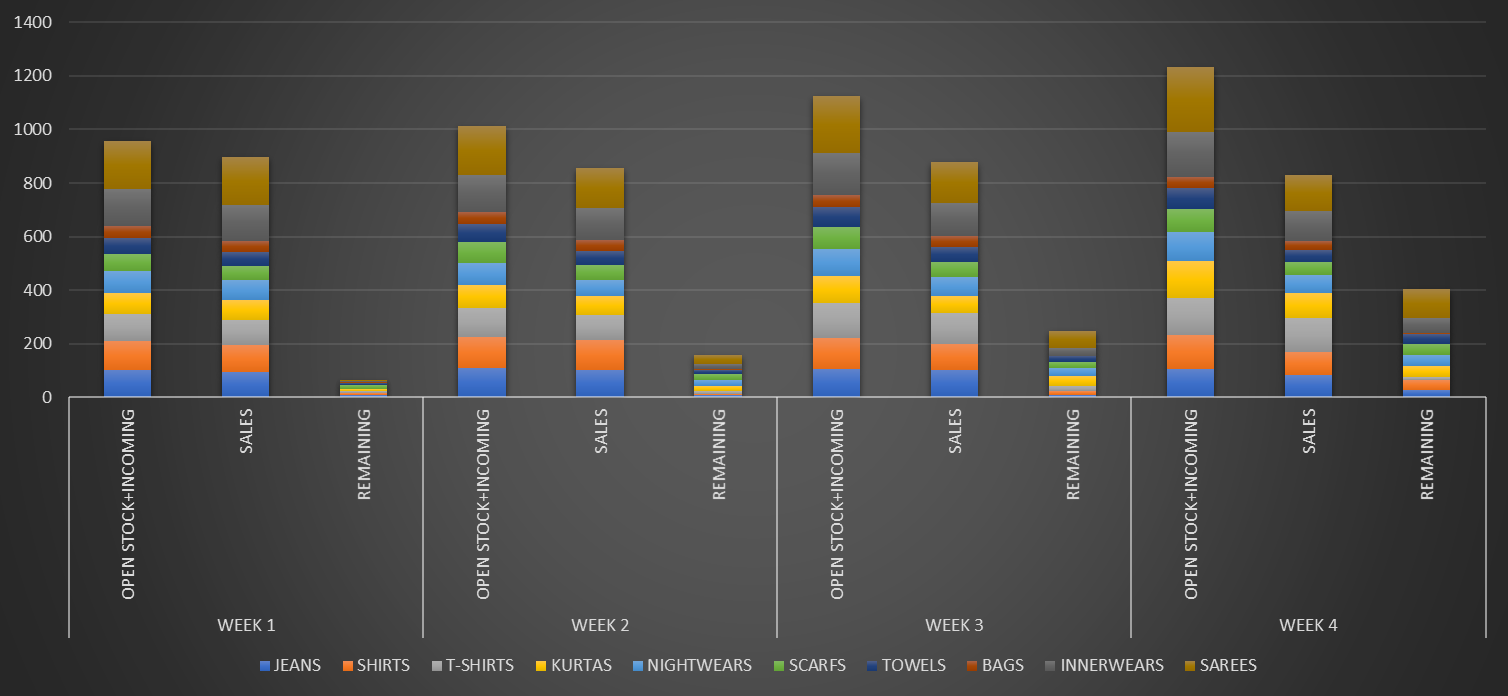 1400
1200
1000
800
600
400
200
0
OPEN STOCK+INCOMING
SALES
REMAINING
OPEN STOCK+INCOMING
SALES
REMAINING
OPEN STOCK+INCOMING
SALES
REMAINING
OPEN STOCK+INCOMING
SALES
REMAINING
WEEK 1 WEEK 2 WEEK 3 WEEK 4
JEANS SHIRTS T-SHIRTS KURTAS NIGHTWEARS SCARFS TOWELS BAGS INNERWEARS SAREES